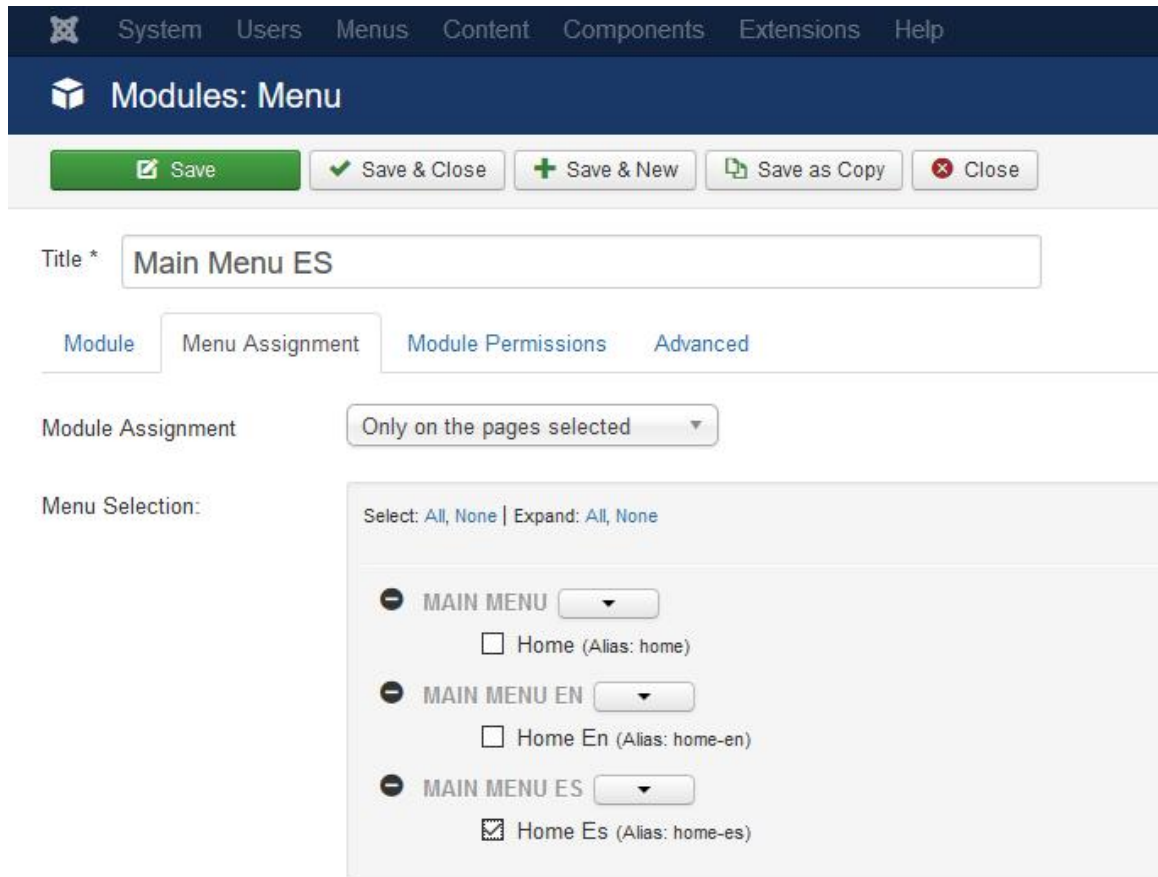 System Users Menus Content Components Extensions Help
Modules: Menu
Save Save & Close Save & New Save as Copy Close
Title * Main Menu ES
Module Menu Assignment Module Permissions Advanced
Module Assignment Only on the pages selected
Menu Selection:
Select: All, None | Expand: All, None
MAIN MENU
Home (Alias: home)
MAIN MENU EN
Home En (Alias: home-en)
MAIN MENU ES
Home Es (Alias: home-es)